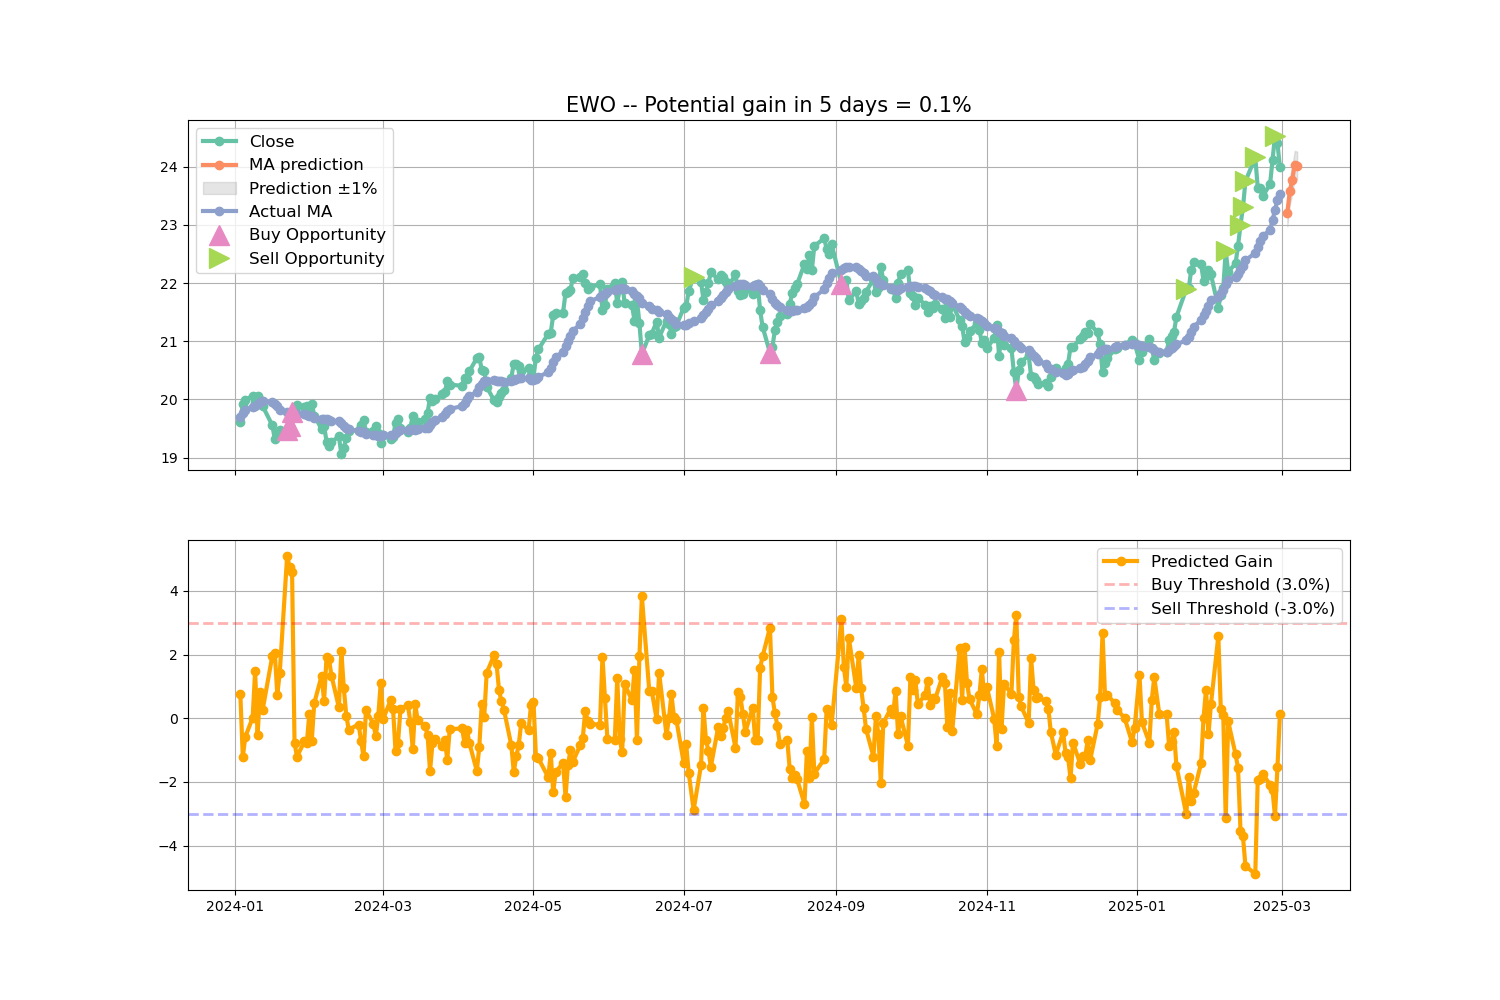 EWO -- Potential gain in 5 days = 0.1%
Close
MA prediction
Prediction ±1%
Actual MA
Buy Opportunity
Sell Opportunity
24
23
22
21
20
19
Predicted Gain
Buy Threshold (3.0%)
Sell Threshold (-3.0%)
4
2
0
−2
−4
2024-01 2024-03 2024-05 2024-07 2024-09 2024-11 2025-01 2025-03